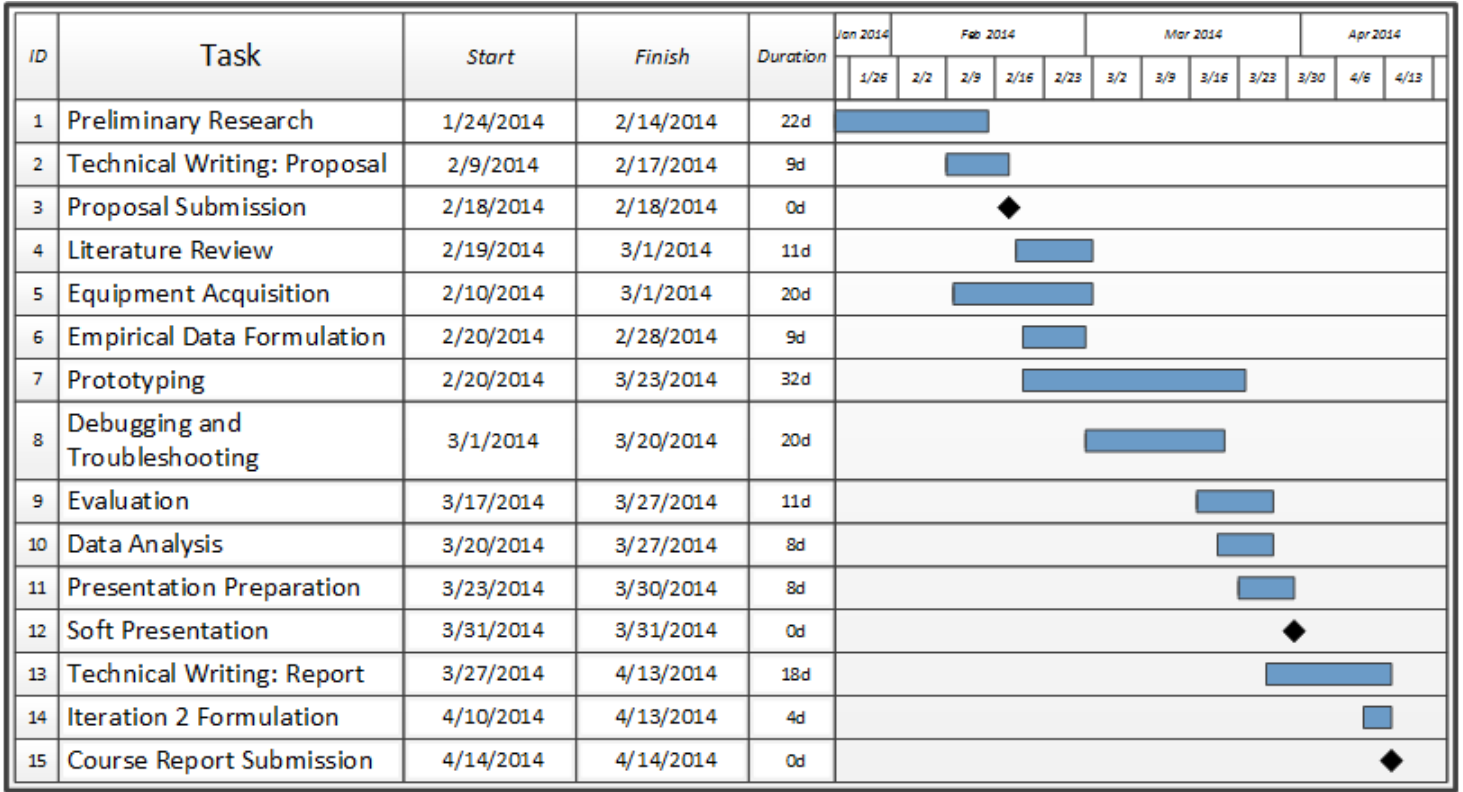 ID Task Start Finish Duration Jan 2014 Feb 2014 Mar 2014 Apr 2014
1/26 2/2 2/9 2/16 2/23 3/2 3/9 3/16 3/23 3/30 4/6 4/13
1 Preliminary Research 1/24/2014 2/14/2014 22d
2 Technical Writing: Proposal 2/9/2014 2/17/2014 9d
3 Proposal Submission 2/18/2014 2/18/2014 0d
4 Literature Review 2/19/2014 3/1/2014 11d
5 Equipment Acquisition 2/10/2014 3/1/2014 20d
6 Empirical Data Formulation 2/20/2014 2/28/2014 9d
7 Prototyping 2/20/2014 3/23/2014 32d
8 Debugging and
Troubleshooting 3/1/2014 3/20/2014 20d
9 Evaluation 3/17/2014 3/27/2014 11d
10 Data Analysis 3/20/2014 3/27/2014 8d
11 Presentation Preparation 3/23/2014 3/30/2014 8d
12 Soft Presentation 3/31/2014 3/31/2014 0d
13 Technical Writing: Report 3/27/2014 4/13/2014 18d
14 Iteration 2 Formulation 4/10/2014 4/13/2014 4d
15 Course Report Submission 4/14/2014 4/14/2014 0d